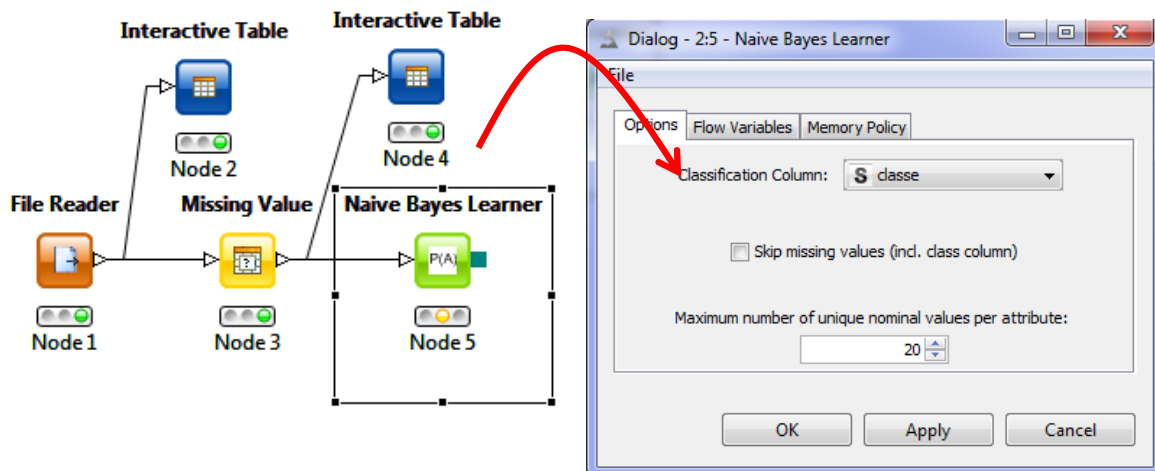 Interactive Table
Interactive Table
Node 2
Node 4
File Reader
Missing Value
Naive Bayes Learner
?
P(A)
Node 1
Node 3
Node 5
Dialog - 2:5 - Naive Bayes Learner
File
Options
Flow Variables
Memory Policy
Classification Column:
S classe
Skip missing values (incl. class column)
Maximum number of unique nominal values per attribute:
20
OK
Apply
Cancel